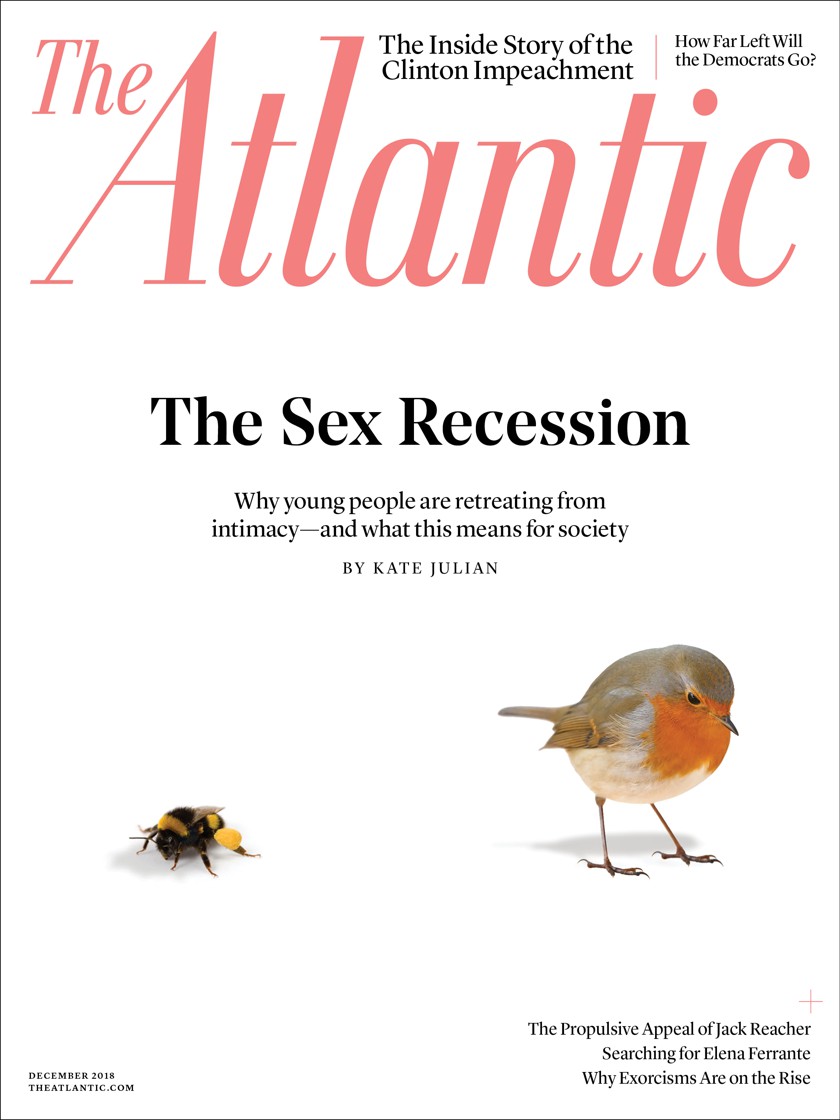 The Atlantic
The Inside Story of the
Clinton Impeachment
How Far Left Will
the Democrats Go?
The Sex Recession
Why young people are retreating from
intimacy—and what this means for society
BY KATE JULIAN
The Propulsive Appeal of Jack Reacher
Searching for Elena Ferrante
Why Exorcisms Are on the Rise
DECEMBER 2018
THEATLANTIC.COM